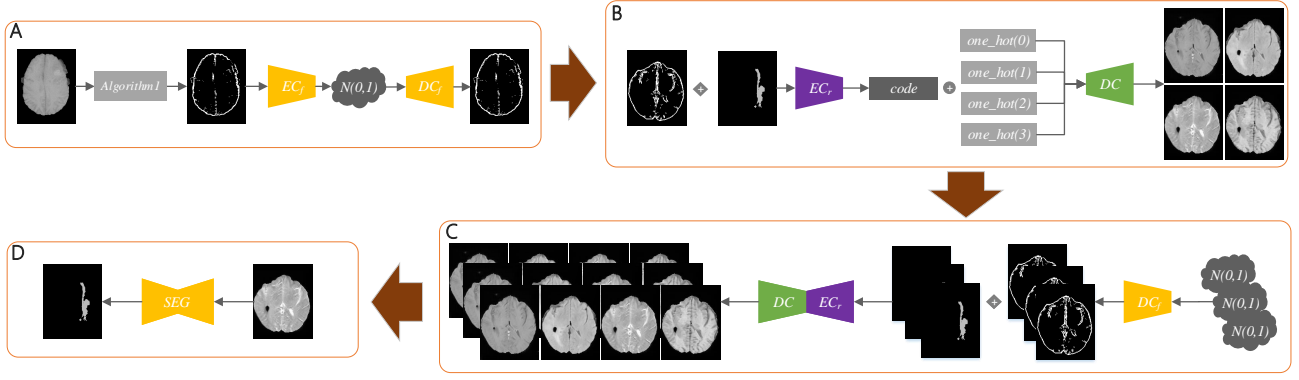 A
Algorithm1
EC_f
N(0,1)
DC_f
B
EC_r
code
one_hot(0)
one_hot(1)
one_hot(2)
one_hot(3)
DC
C
DC
EC_r
DC_f
N(0,1)
N(0,1)
N(0,1)
D
SEG